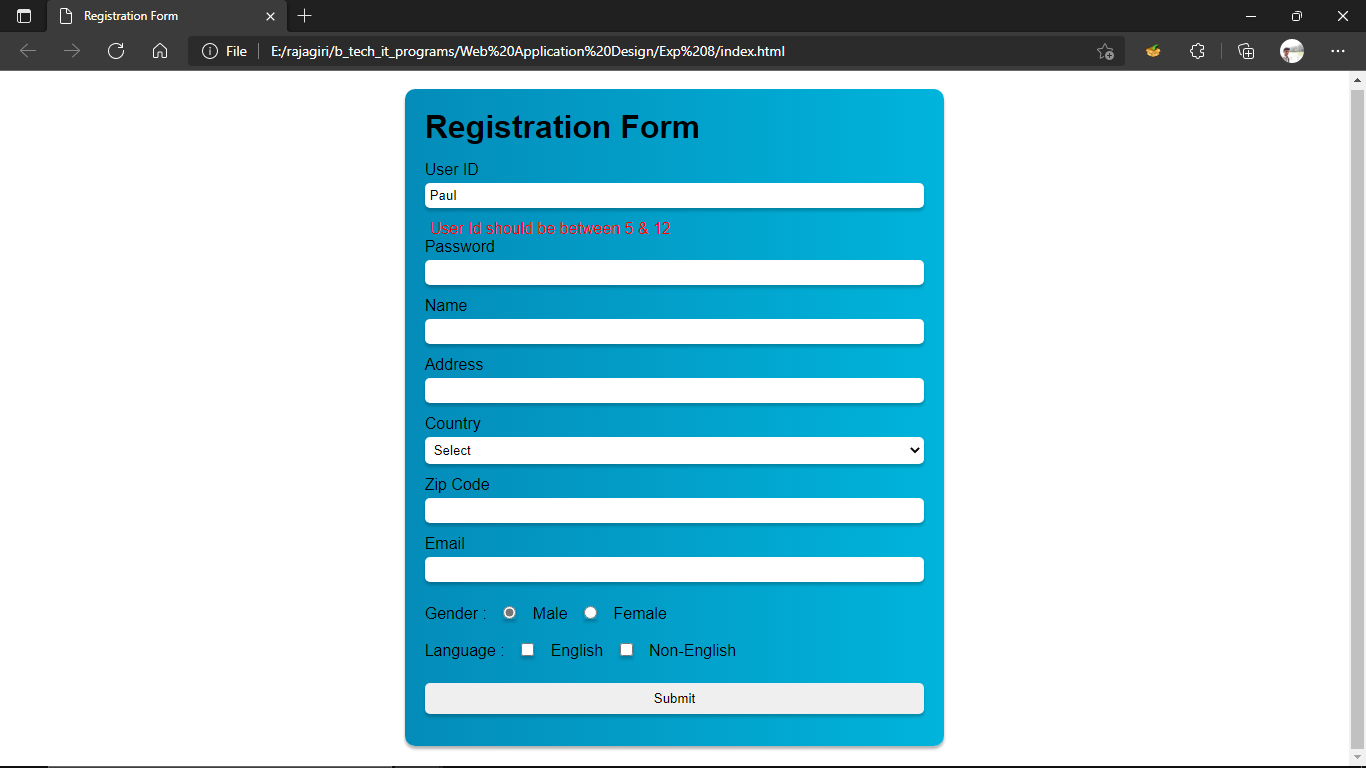 Registration Form
File E:/rajagiri/b_tech_it_programs/Web%20Application%20Design/Exp%208/index.html
Registration Form
User ID
Paul
User Id should be between 5 & 12
Password
Name
Address
Country
Select
Zip Code
Email
Gender : Male Female
Language : English Non-English
Submit